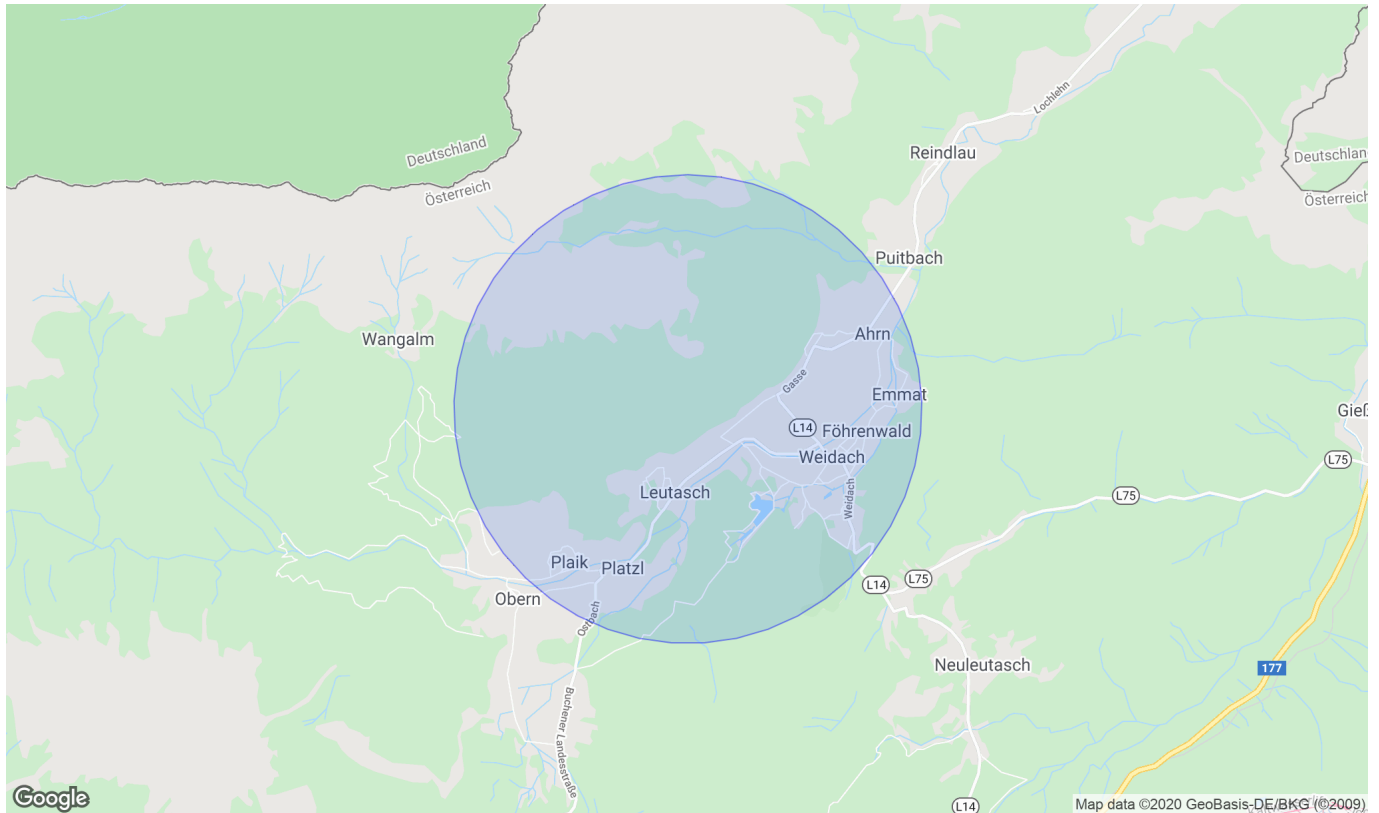 Lochlehn
Deutschland
Reindlau
Deutschland
Österreich
Österreich
Puitbach
Wangalm
Ahrn
Gasse
Emmat
Gieß
L14
Föhrenwald
Weidach
L75
Leutasch
Weidach
L75
Plaik
Platzl
L14
L75
Obern
Ostbach
Neuleutasch
177
Buchener Landesstraße
Google
L14
Map data ©2020 GeoBasis-DE/BKG (©2009)